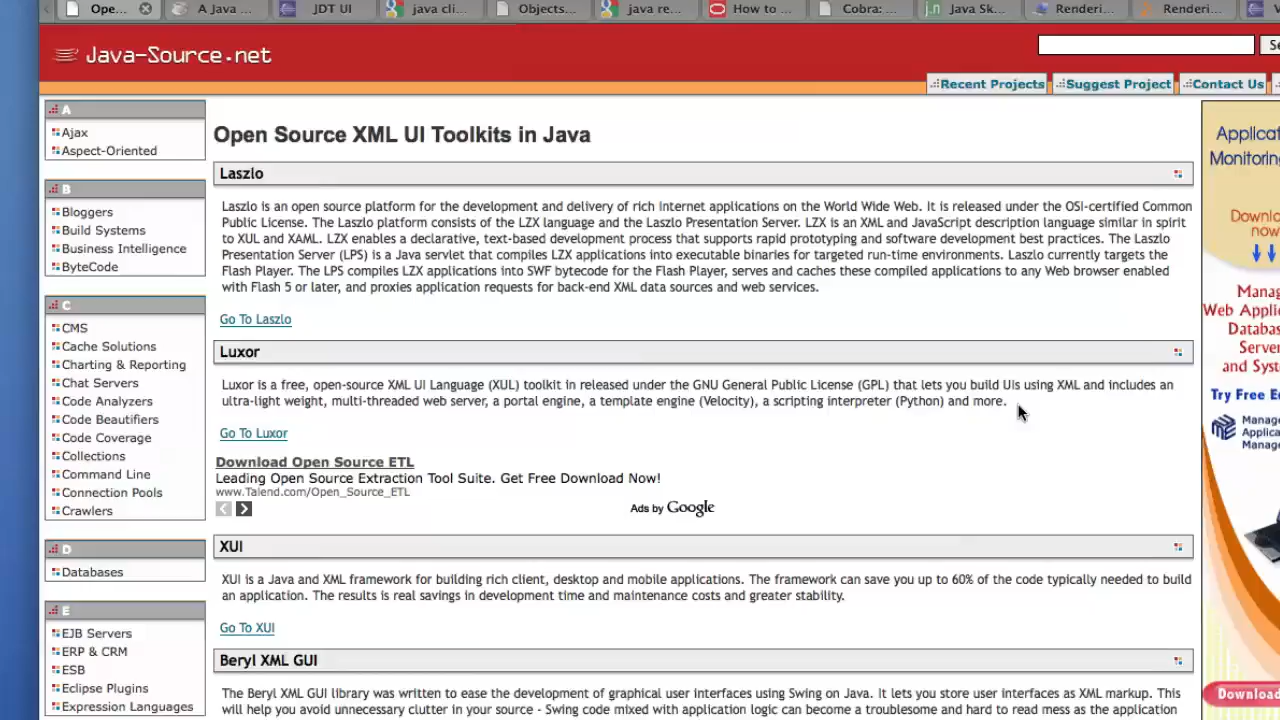 Ope...
A Java ...
JDT UI
java cli...
Objects...
java re...
How to ...
Cobra: ...
Java Sk...
Renderi...
Renderi...
Java-Source.net
Recent Projects
Suggest Project
Contact Us
A
Ajax
Aspect-Oriented
B
Bloggers
Build Systems
Business Intelligence
ByteCode
C
CMS
Cache Solutions
Charting & Reporting
Chat Servers
Code Analyzers
Code Beautifiers
Code Coverage
Collections
Command Line
Connection Pools
Crawlers
D
Databases
E
EJB Servers
ERP & CRM
ESB
Eclipse Plugins
Expression Languages
Open Source XML UI Toolkits in Java
Laszlo
Laszlo is an open source platform for the development and delivery of rich Internet applications on the World Wide Web. It is released under the OSI-certified Common
Public License. The Laszlo platform consists of the LZX language and the Laszlo Presentation Server. LZX is an XML and JavaScript description language similar in spirit
to XUL and XAML. LZX enables a declarative, text-based development process that supports rapid prototyping and software development best practices. The Laszlo
Presentation Server (LPS) is a Java servlet that compiles LZX applications into executable binaries for targeted run-time environments. Laszlo currently targets the
Flash Player. The LPS compiles LZX applications into SWF bytecode for the Flash Player, serves and caches these compiled applications to any Web browser enabled
with Flash 5 or later, and proxies application requests for back-end XML data sources and web services.
Go To Laszlo
Luxor
Luxor is a free, open-source XML UI Language (XUL) toolkit in released under the GNU General Public License (GPL) that lets you build UIs using XML and includes an
ultra-light weight, multi-threaded web server, a portal engine, a template engine (Velocity), a scripting interpreter (Python) and more.
Go To Luxor
Download Open Source ETL
Leading Open Source Extraction Tool Suite. Get Free Download Now!
www.Talend.com/Open_Source_ETL
Ads by Google
XUI
XUI is a Java and XML framework for building rich client, desktop and mobile applications. The framework can save you up to 60% of the code typically needed to build
an application. The results is real savings in development time and maintenance costs and greater stability.
Go To XUI
Beryl XML GUI
The Beryl XML GUI library was written to ease the development of graphical user interfaces using Swing on Java. It lets you store user interfaces as XML markup. This
will help you avoid unnecessary clutter in your source - Swing code mixed with application logic can become a troublesome and hard to read mess as the application
Monitoring
now
Web Appli
Databas
Server
and Syst
Try Free E
Manag
Applica
Manag
Download